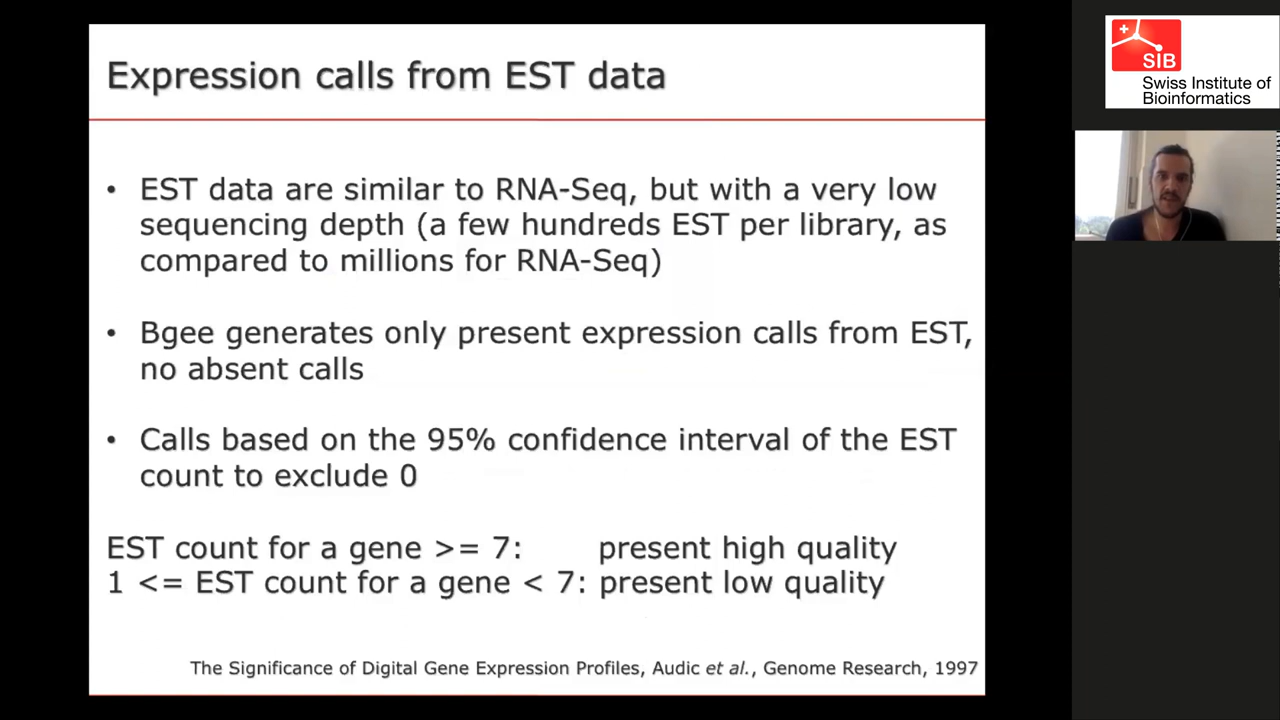 Expression calls from EST data
• EST data are similar to RNA-Seq, but with a very low
sequencing depth (a few hundreds EST per library, as
compared to millions for RNA-Seq)
• Bgee generates only present expression calls from EST,
no absent calls
• Calls based on the 95% confidence interval of the EST
count to exclude 0
EST count for a gene >= 7: present high quality
1 <= EST count for a gene < 7: present low quality
The Significance of Digital Gene Expression Profiles, Audic et al., Genome Research, 1997
SIB
Swiss Institute of
Bioinformatics